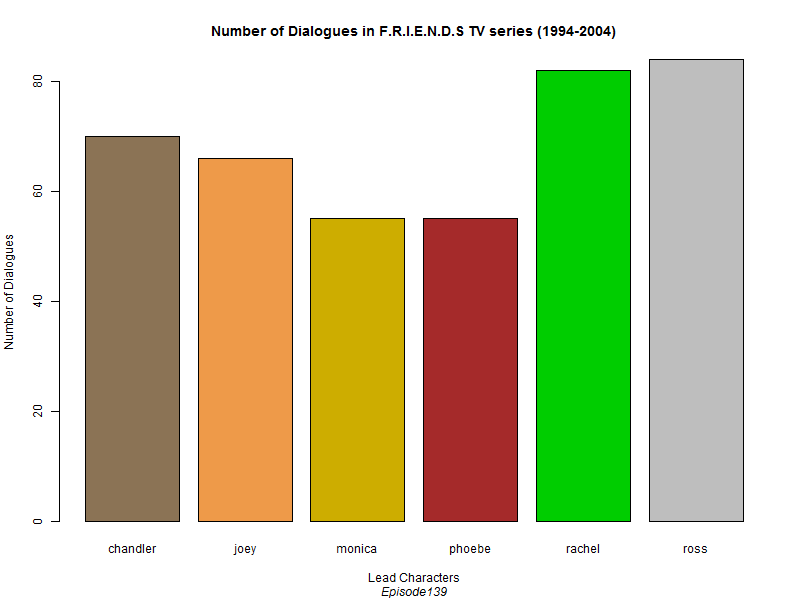 Number of Dialogues in F.R.I.E.N.D.S TV series (1994-2004)
Number of Dialogues
80
60
40
20
0
chandler joey monica phoebe rachel ross
Lead Characters
Episode139